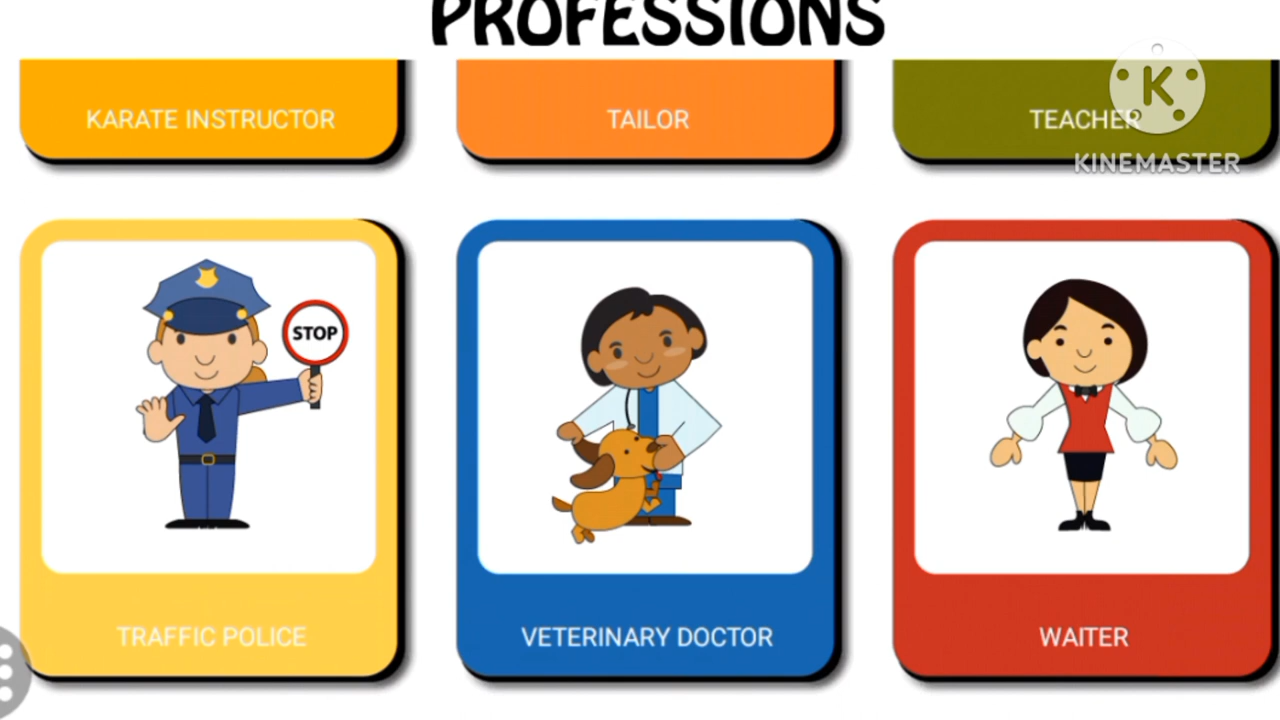 PROFESSIONS
KARATE INSTRUCTOR
TAILOR
TEACHER
K
KINEMASTER
STOP
TRAFFIC POLICE
VETERINARY DOCTOR
WAITER